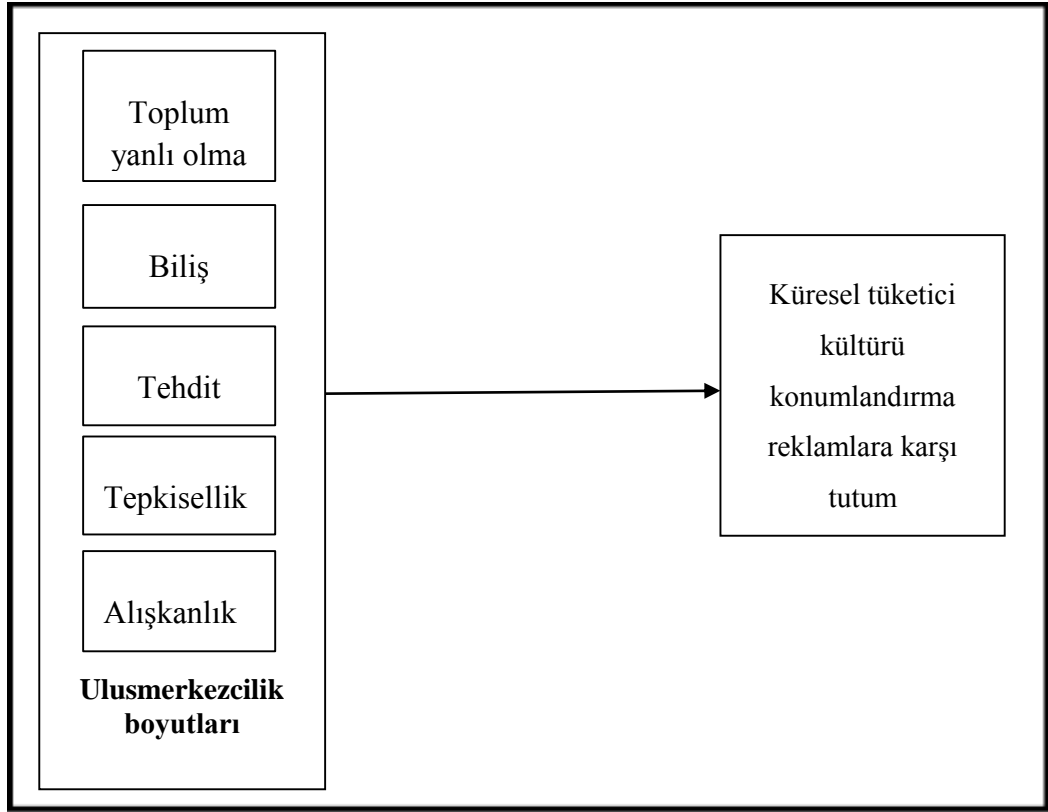 Toplum
yanlı olma
Biliş
Tehdit
Tepkisellik
Alışkanlık
Ulusmerkezcilik
boyutları
Küresel tüketici
kültürü
konumlandırma
reklamlara karşı
tutum